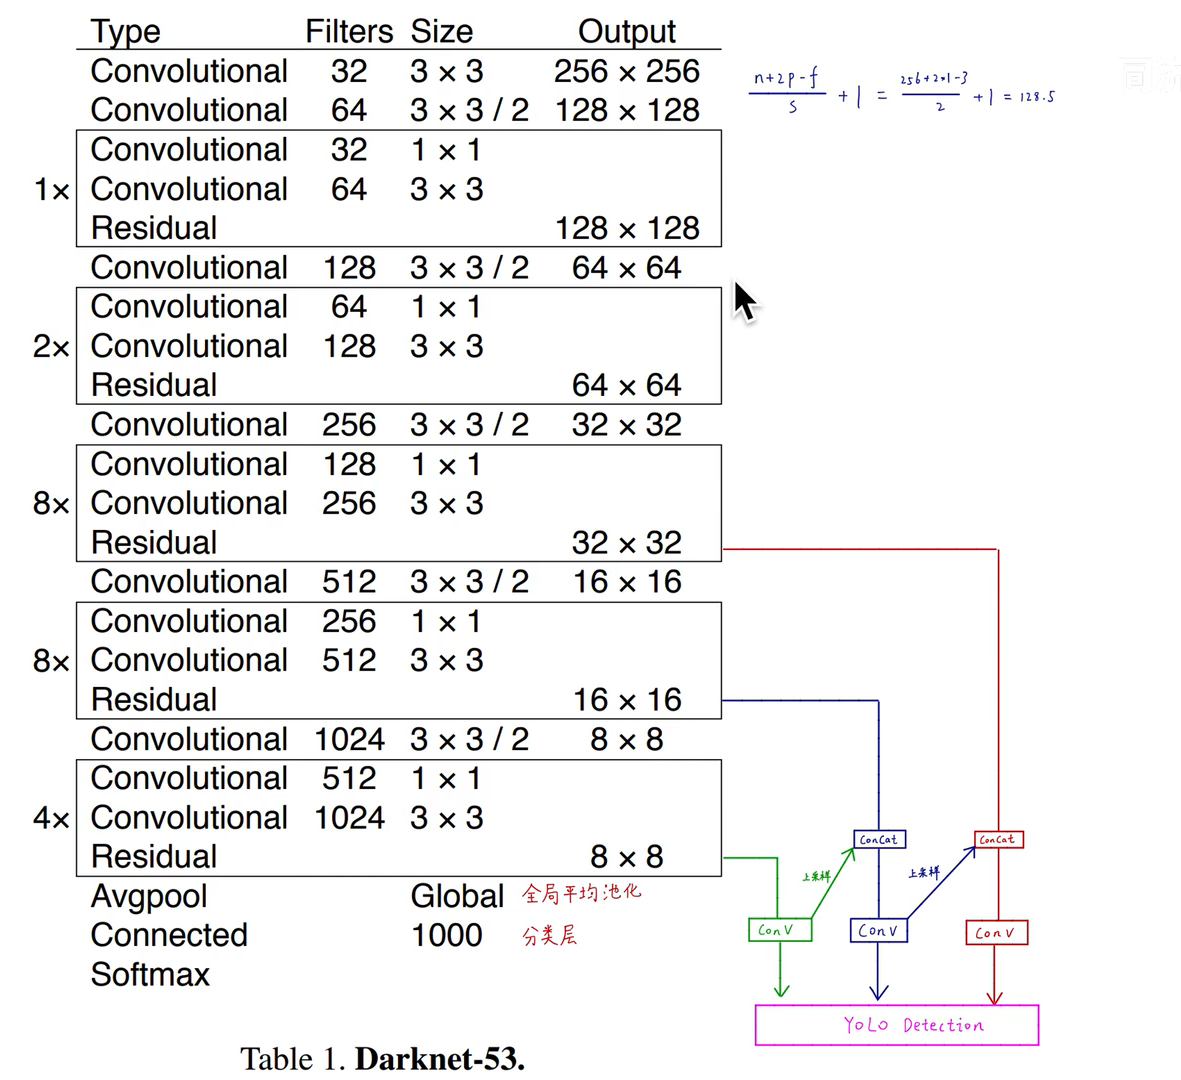 Type Filters Size Output
Convolutional 32 3 × 3 256 × 256
Convolutional 64 3 × 3 / 2 128 × 128
Convolutional 32 1 × 1
1× Convolutional 64 3 × 3
Residual 128 × 128
Convolutional 128 3 × 3 / 2 64 × 64
Convolutional 64 1 × 1
2× Convolutional 128 3 × 3
Residual 64 × 64
Convolutional 256 3 × 3 / 2 32 × 32
Convolutional 128 1 × 1
8× Convolutional 256 3 × 3
Residual 32 × 32
Convolutional 512 3 × 3 / 2 16 × 16
Convolutional 256 1 × 1
8× Convolutional 512 3 × 3
Residual 16 × 16
Convolutional 1024 3 × 3 / 2 8 × 8
Convolutional 512 1 × 1
4× Convolutional 1024 3 × 3
Residual 8 × 8
Avgpool Global 全局平均池化
Connected 1000 分类层
Softmax
Table 1. Darknet-53.
n+2p-f
s
+1 =
256+2×1-3
2
+1 = 128.5
ConCat ConCat
上采样 上采样
Conv Conv Conv
YOLO Detection